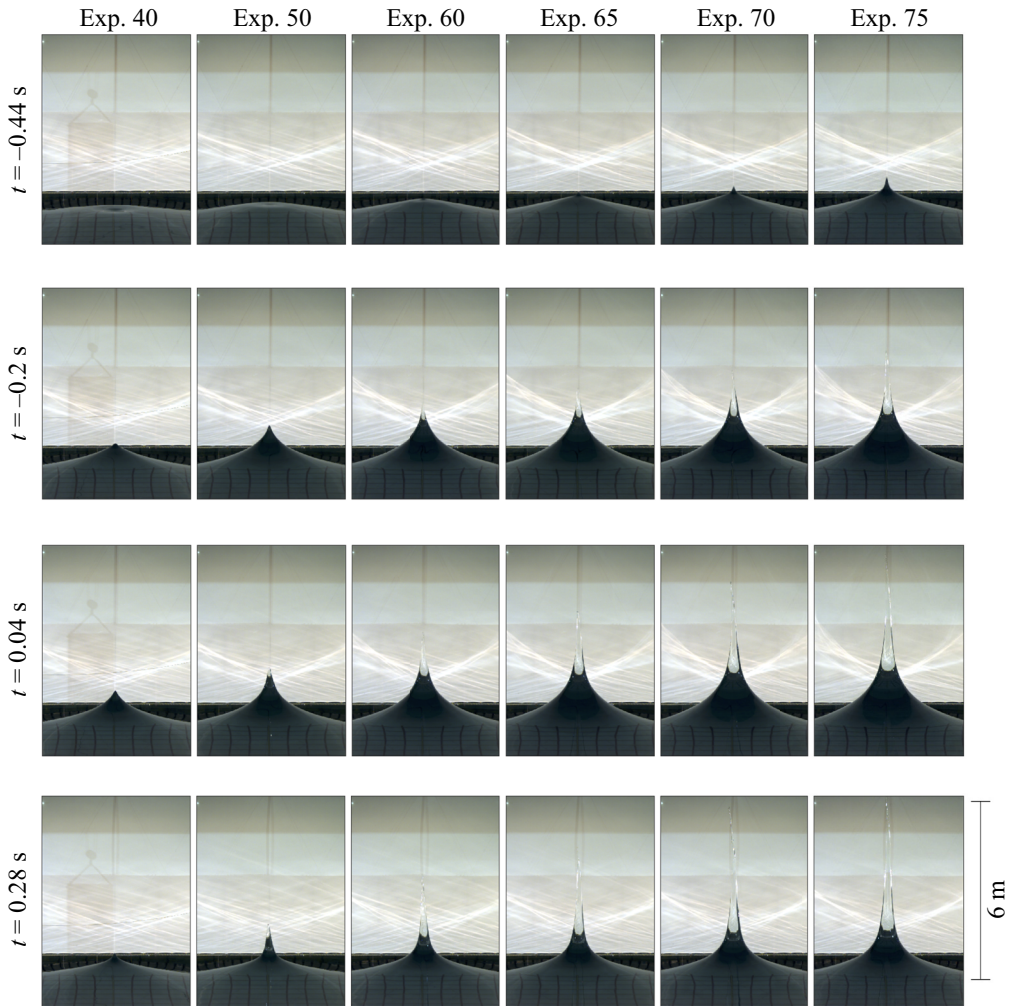 Exp. 40 Exp. 50 Exp. 60 Exp. 65 Exp. 70 Exp. 75
t = –0.44 s
t = –0.2 s
t = 0.04 s
t = 0.28 s
6 m